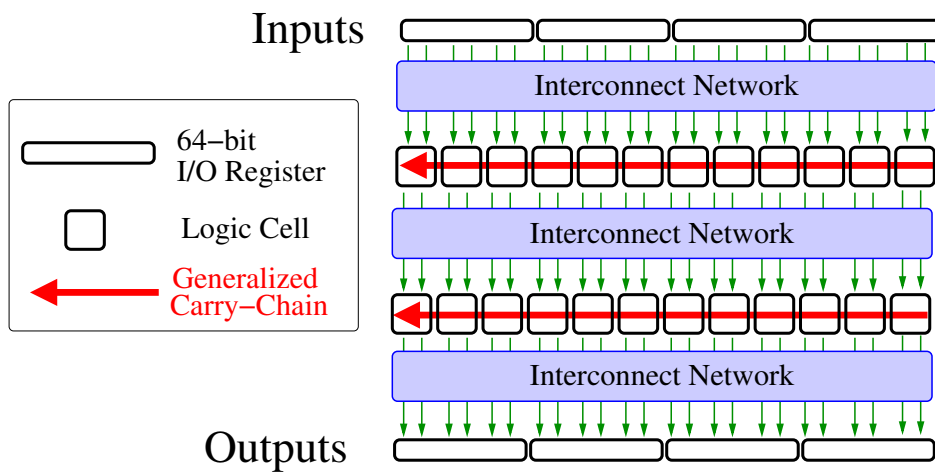 Inputs
Interconnect Network
64−bit
I/O Register
Logic Cell
Interconnect Network
Generalized
Carry−Chain
Interconnect Network
Outputs